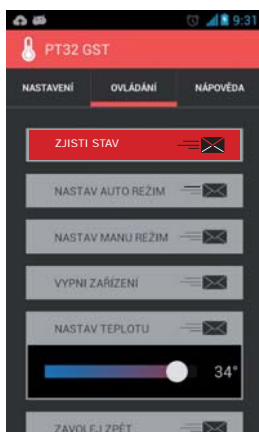 9:31
PT32 GST
NASTAVENÍ OVLÁDÁNÍ NÁPOVĚDA
ZJISTI STAV
NASTAV AUTO REŽIM
NASTAV MANU REŽIM
VYPNI ZAŘÍZENÍ
NASTAV TEPLOTU
34°
ZAVOLEJ ZPĚT